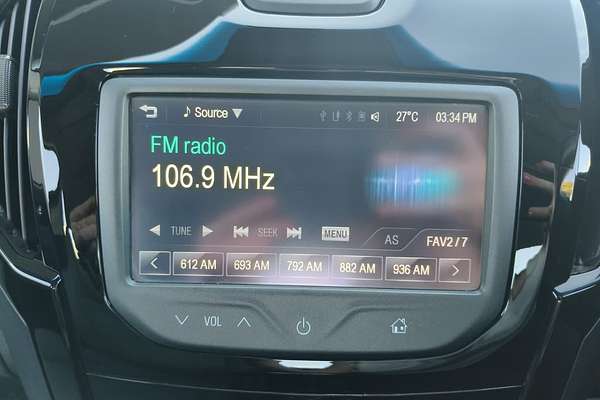 Source 27°C 03:34 PM
FM radio
106.9 MHz
TUNE SEEK MENU AS FAV2 / 7
612 AM 693 AM 792 AM 882 AM 936 AM
VOL